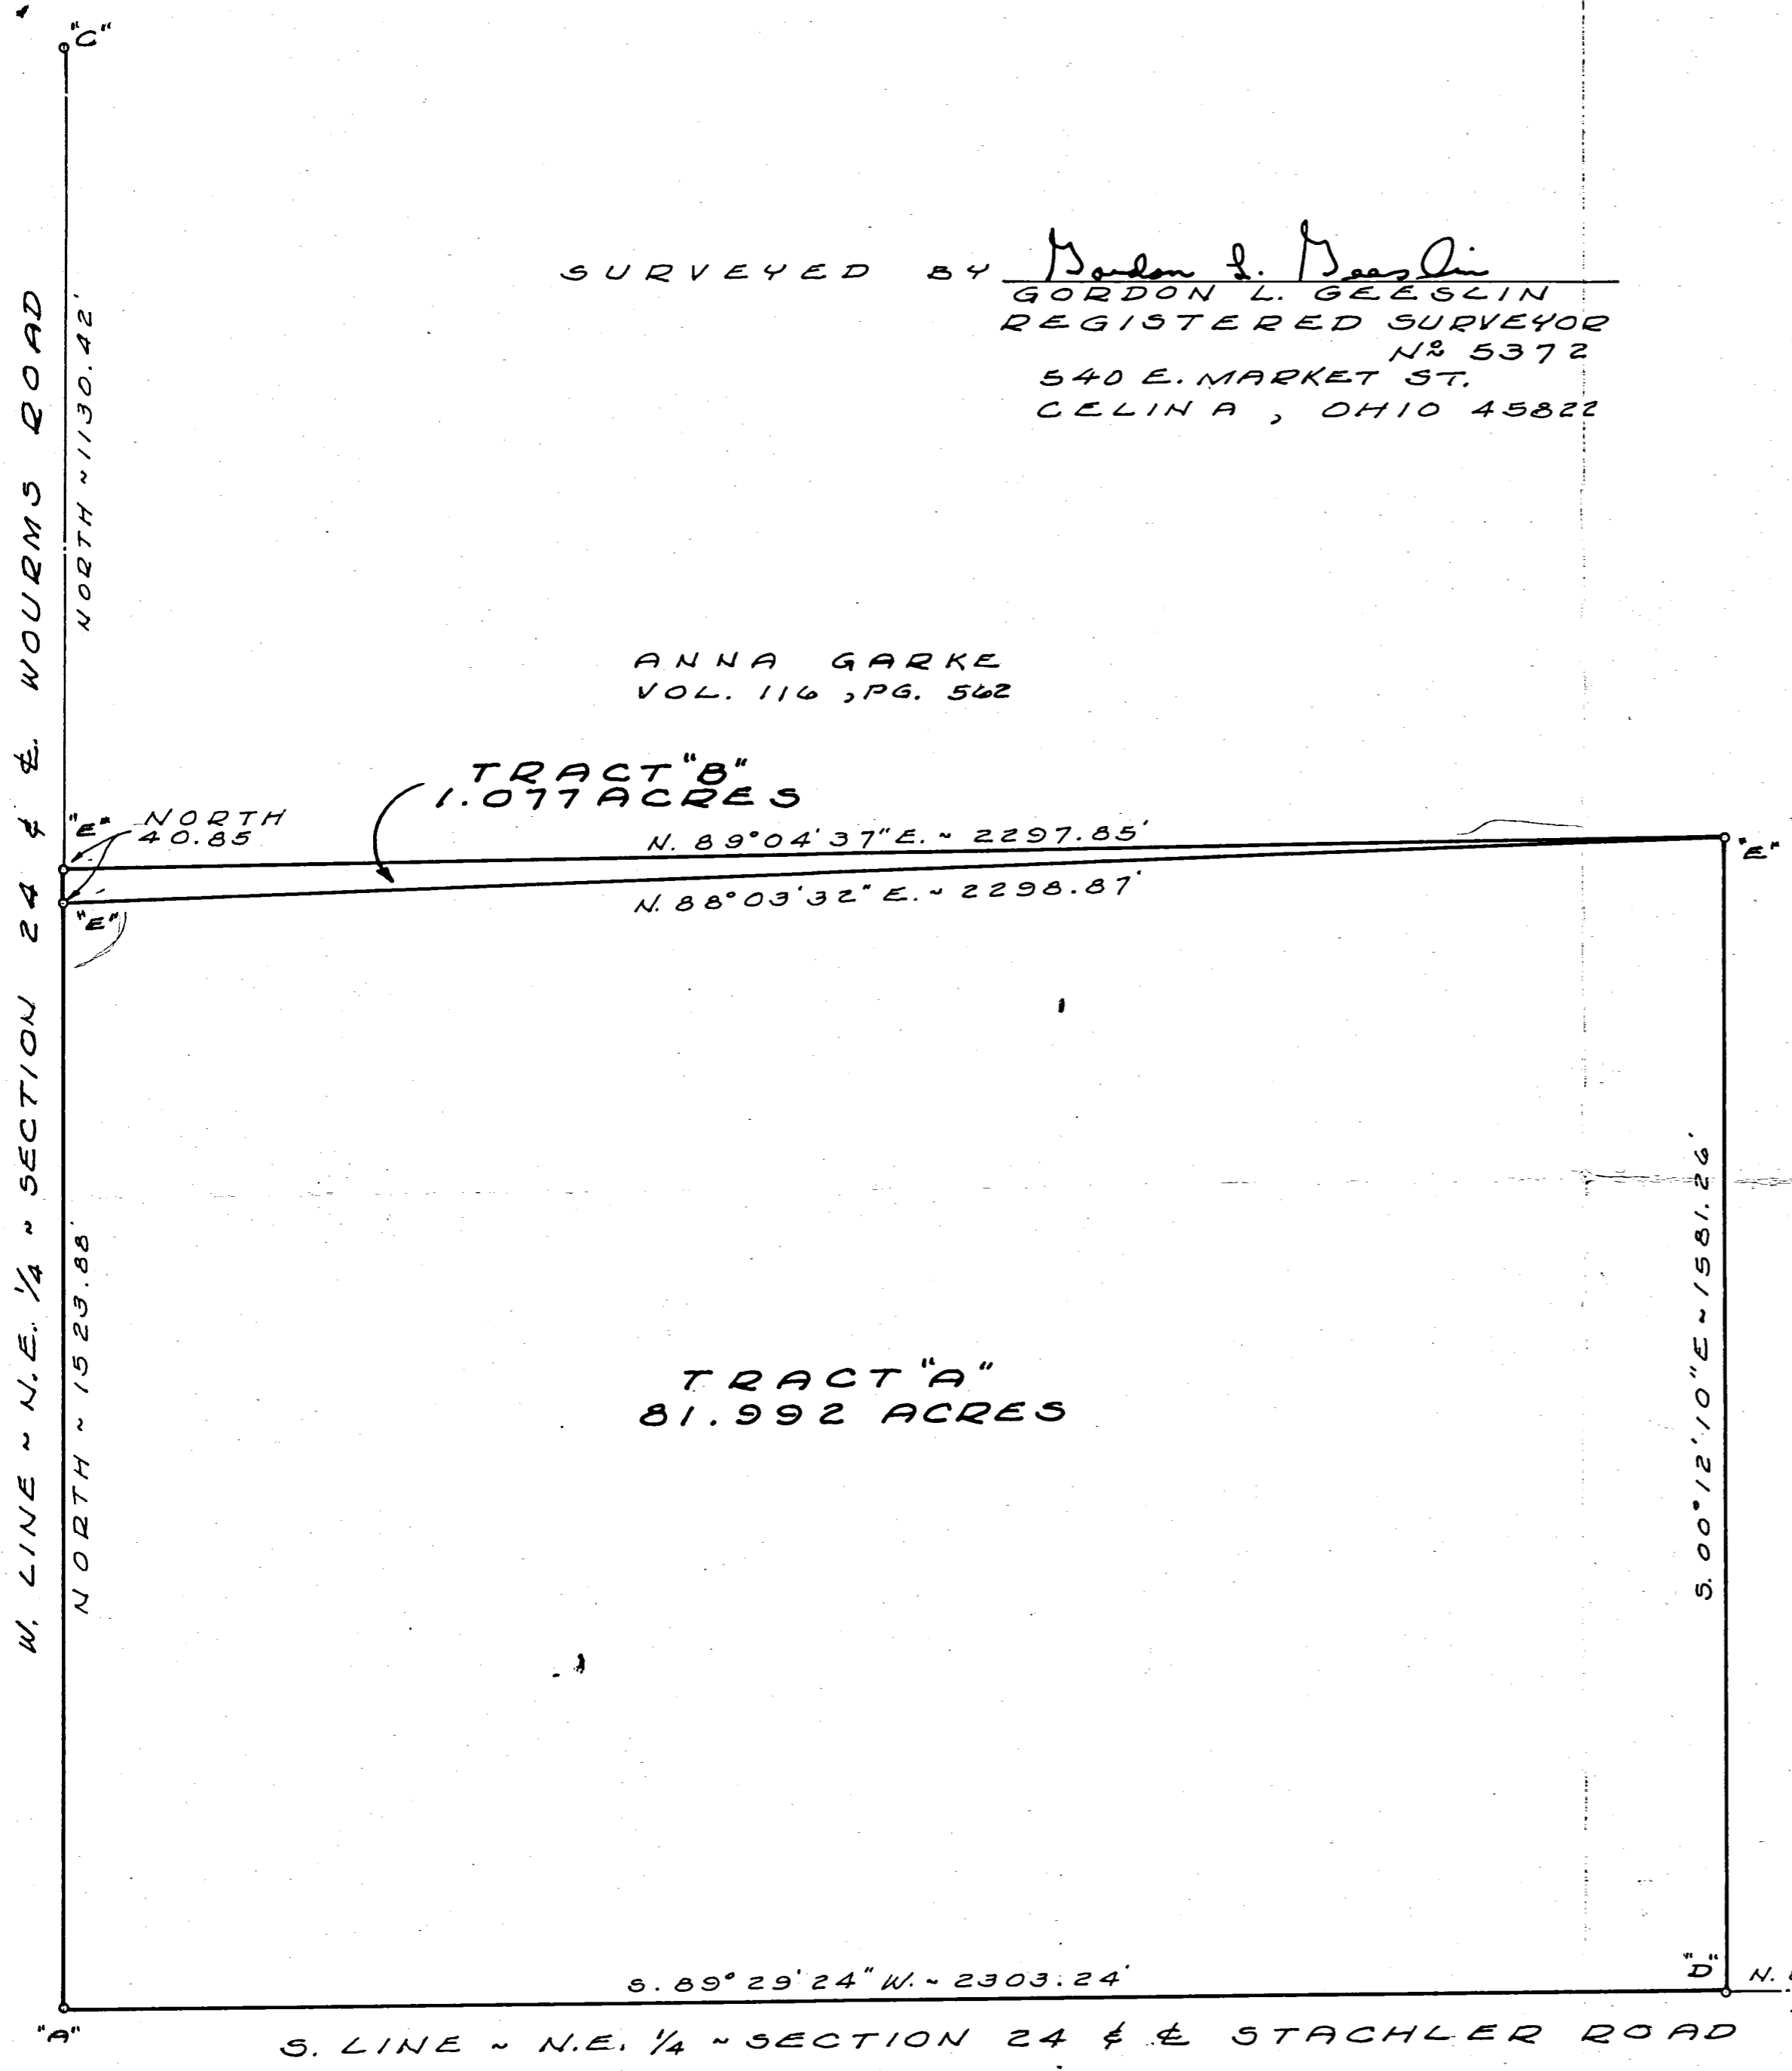 "C"
SURVEYED BY Gordon L. Geeslin
GORDON L. GEESLIN
REGISTERED SURVEYOR
Nº 5372
540 E. MARKET ST.
CELINA, OHIO 45822
W. LINE ~ N.E. 1/4 ~ SECTION 24 & ℄. WOURMS ROAD
NORTH ~ 1130.42'
ANNA GARKE
VOL. 116, PG. 562
TRACT "B"
1.077 ACRES
"E" NORTH
40.85
N. 89°04'37" E. ~ 2297.85'
"E"
N. 88°03'32" E. ~ 2298.87'
"E"
NORTH ~ 1523.88'
S. 00°12'10" E ~ 1581.26'
TRACT "A"
81.992 ACRES
S. 89°29'24" W. ~ 2303.24'
"D" N.
"A"
S. LINE ~ N.E. 1/4 ~ SECTION 24 & ℄ STACHLER ROAD